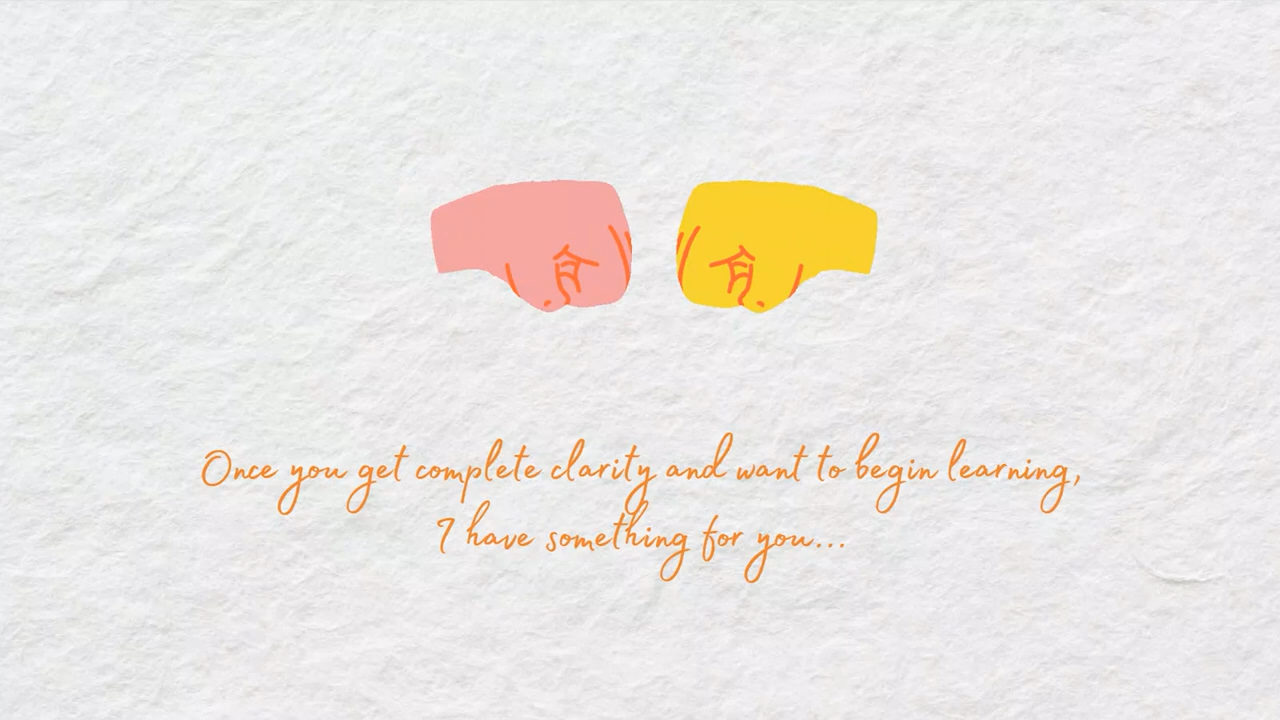 Once you get complete clarity and want to begin learning,
I have something for you...